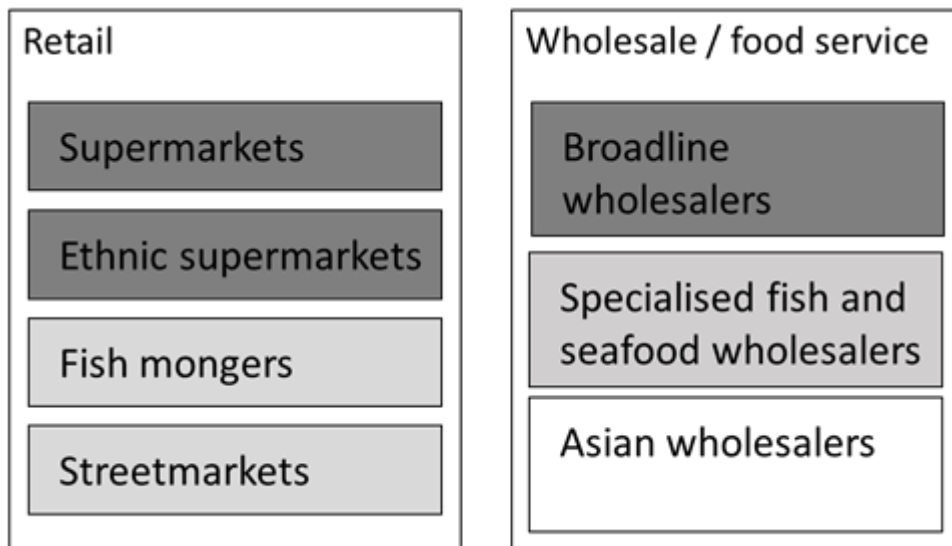 Retail
Supermarkets
Ethnic supermarkets
Fish mongers
Streetmarkets
Wholesale / food service
Broadline
wholesalers
Specialised fish and
seafood wholesalers
Asian wholesalers